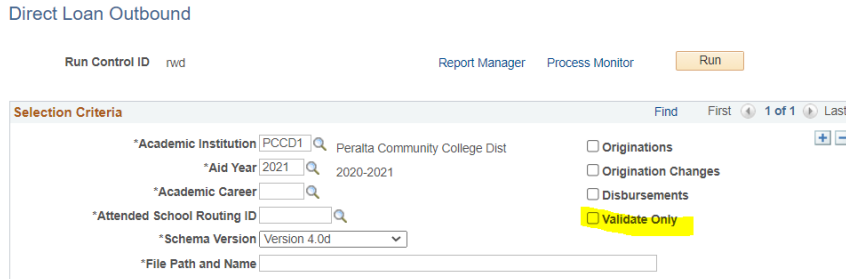 Direct Loan Outbound
Run Control ID rwd Report Manager Process Monitor Run
Selection Criteria Find First 1 of 1 Last
*Academic Institution PCCD1 Peralta Community College Dist Originations
*Aid Year 2021 2020-2021 Origination Changes
*Academic Career Disbursements
*Attended School Routing ID Validate Only
*Schema Version Version 4.0d
*File Path and Name